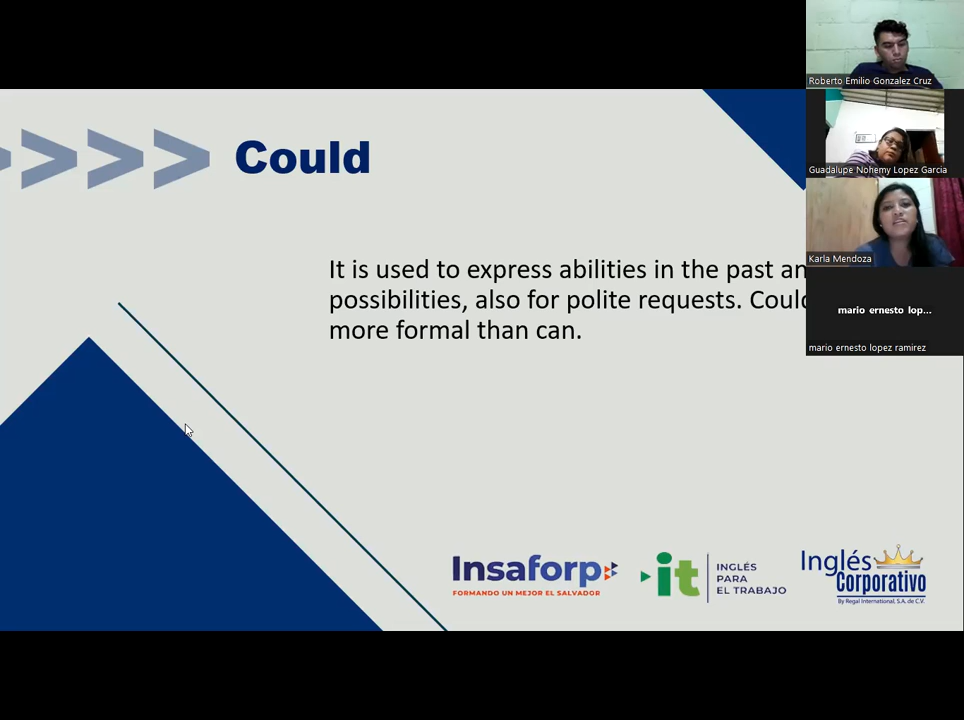 Could
It is used to express abilities in the past
possibilities, also for polite requests.
more formal than can.
Roberto Emilio Gonzalez Cruz
Guadalupe Nohemy Lopez Garcia
Karla Mendoza
mario ernesto lop...
mario ernesto lopez ramirez
Insaforp
FORMANDO UN MEJOR EL SALVADOR
it
INGLÉS
PARA
EL TRABAJO
Inglés
Corporativo
By Regal International, S.A. de C.V.